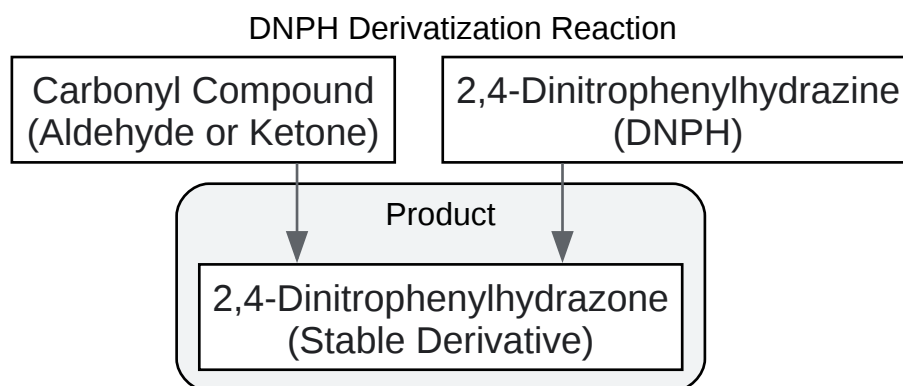 DNPH Derivatization Reaction
Carbonyl Compound
(Aldehyde or Ketone)
2,4-Dinitrophenylhydrazine
(DNPH)
Product
2,4-Dinitrophenylhydrazone
(Stable Derivative)